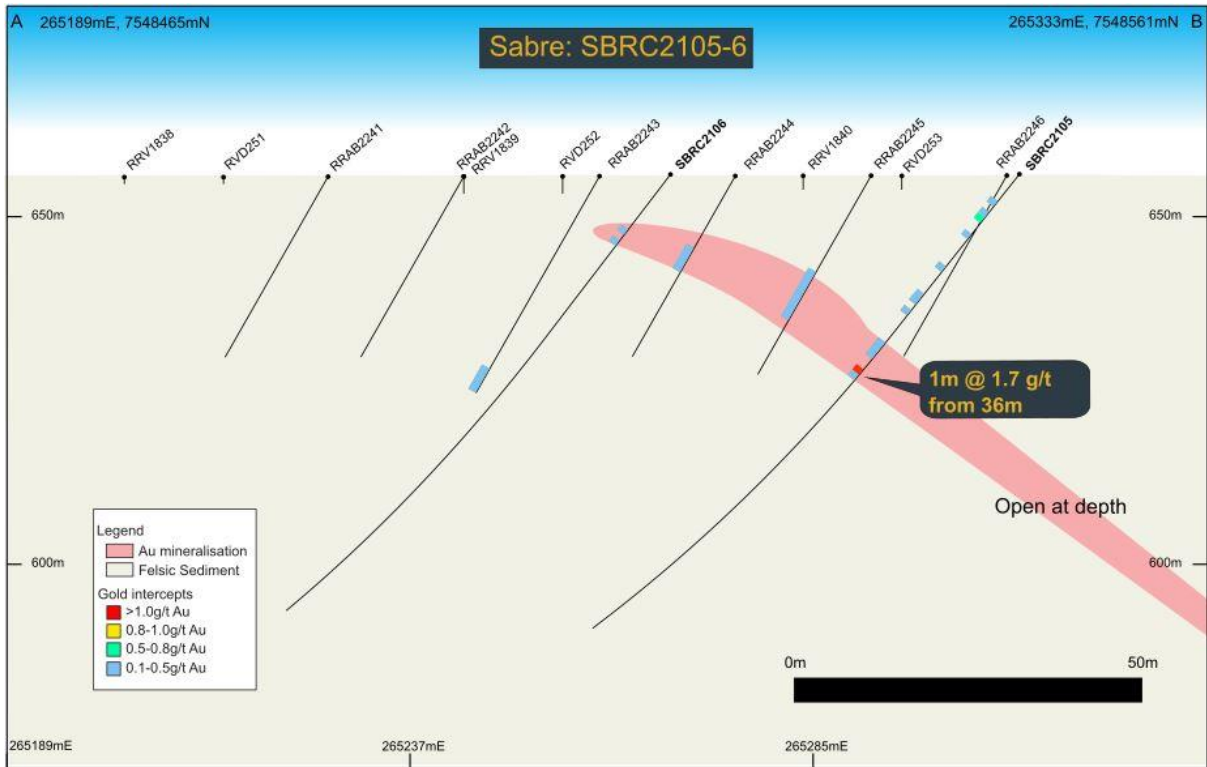 A 265189mE, 7548465mN
265333mE, 7548561mN B
Sabre: SBRC2105-6
RRV1838
RVD251
RRAB2241
RRAB2242
RRV1839
RVD252
RRAB2243
SBRC2106
RRAB2244
RRV1840
RRAB2245
RVD253
RRAB2246
SBRC2105
650m
650m
1m @ 1.7 g/t
from 36m
Open at depth
600m
600m
Legend
Au mineralisation
Felsic Sediment
Gold intercepts
>1.0g/t Au
0.8-1.0g/t Au
0.5-0.8g/t Au
0.1-0.5g/t Au
0m
50m
265189mE
265237mE
265285mE